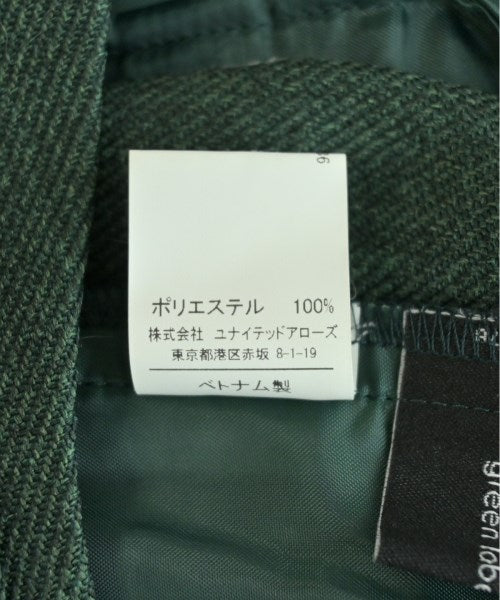 ポリエステル 100%
株式会社 ユナイテッドアローズ
東京都港区赤坂 8-1-19
ベトナム製
green labe